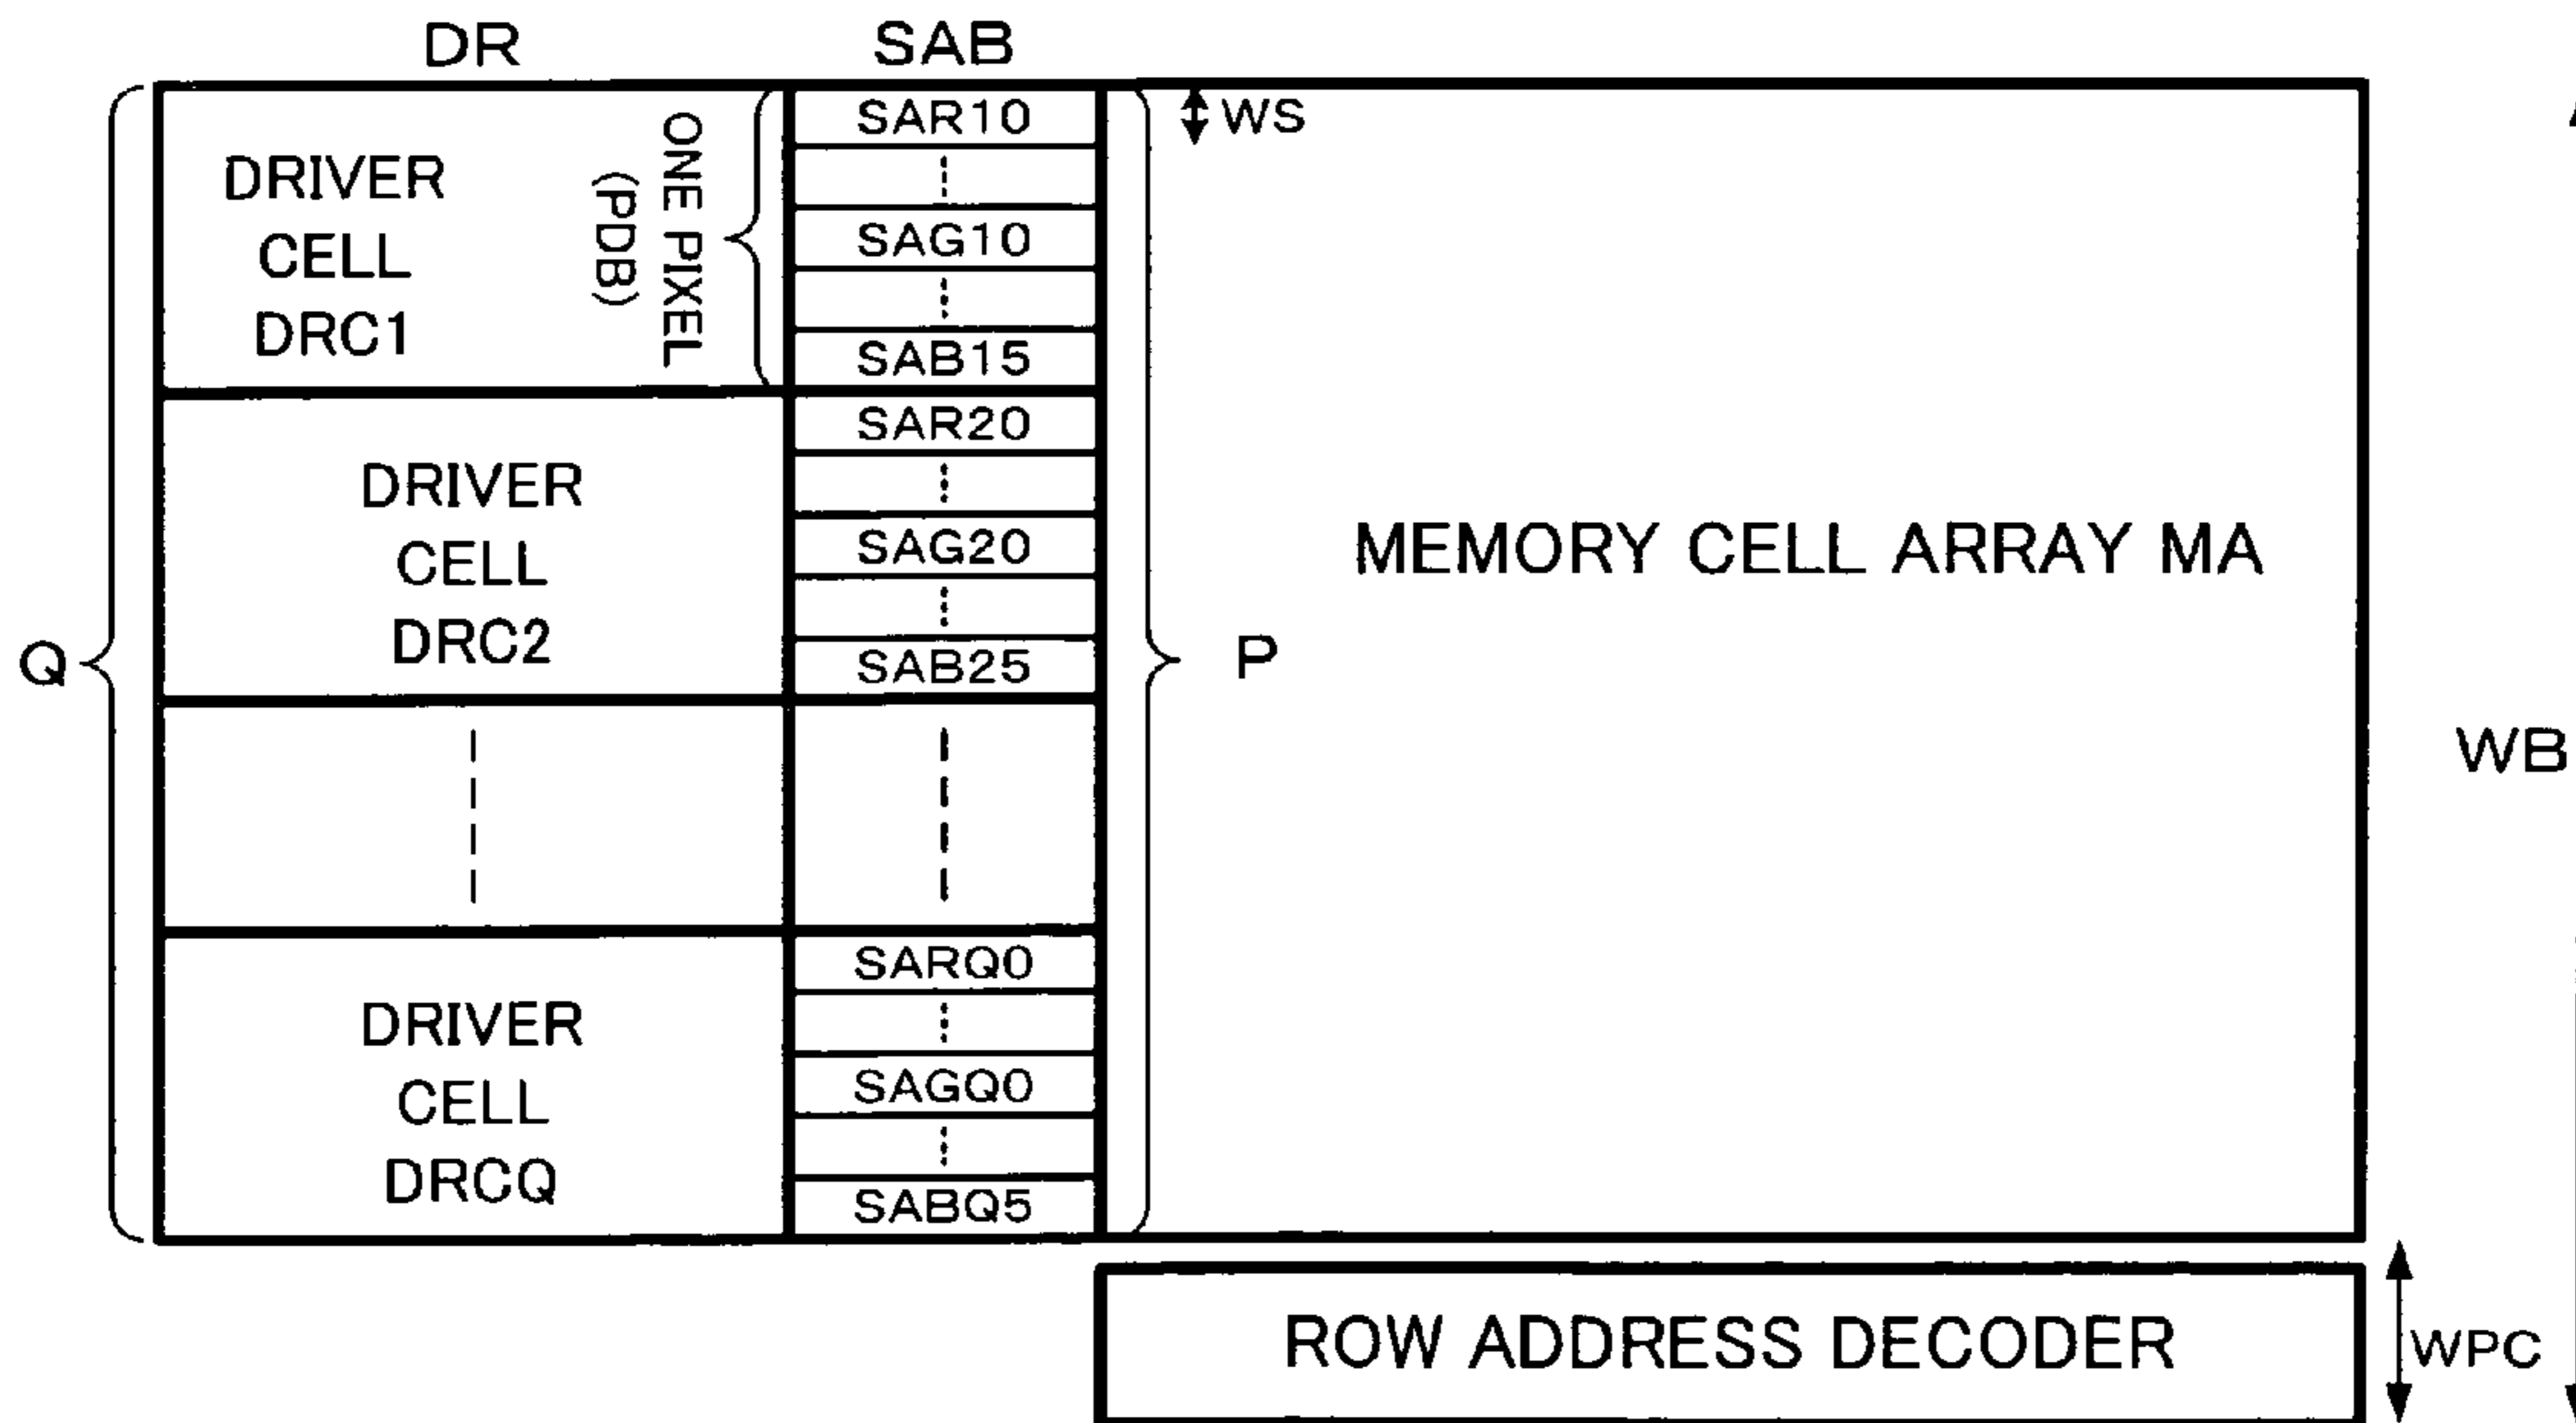 DR
SAB
DRIVER
CELL
DRC1
ONE PIXEL
(PDB)
SAR10
SAG10
SAB15
WS
DRIVER
CELL
DRC2
SAR20
SAG20
SAB25
MEMORY CELL ARRAY MA
Q
P
WB
DRIVER
CELL
DRCQ
SARQ0
SAGQ0
SABQ5
ROW ADDRESS DECODER
WPC